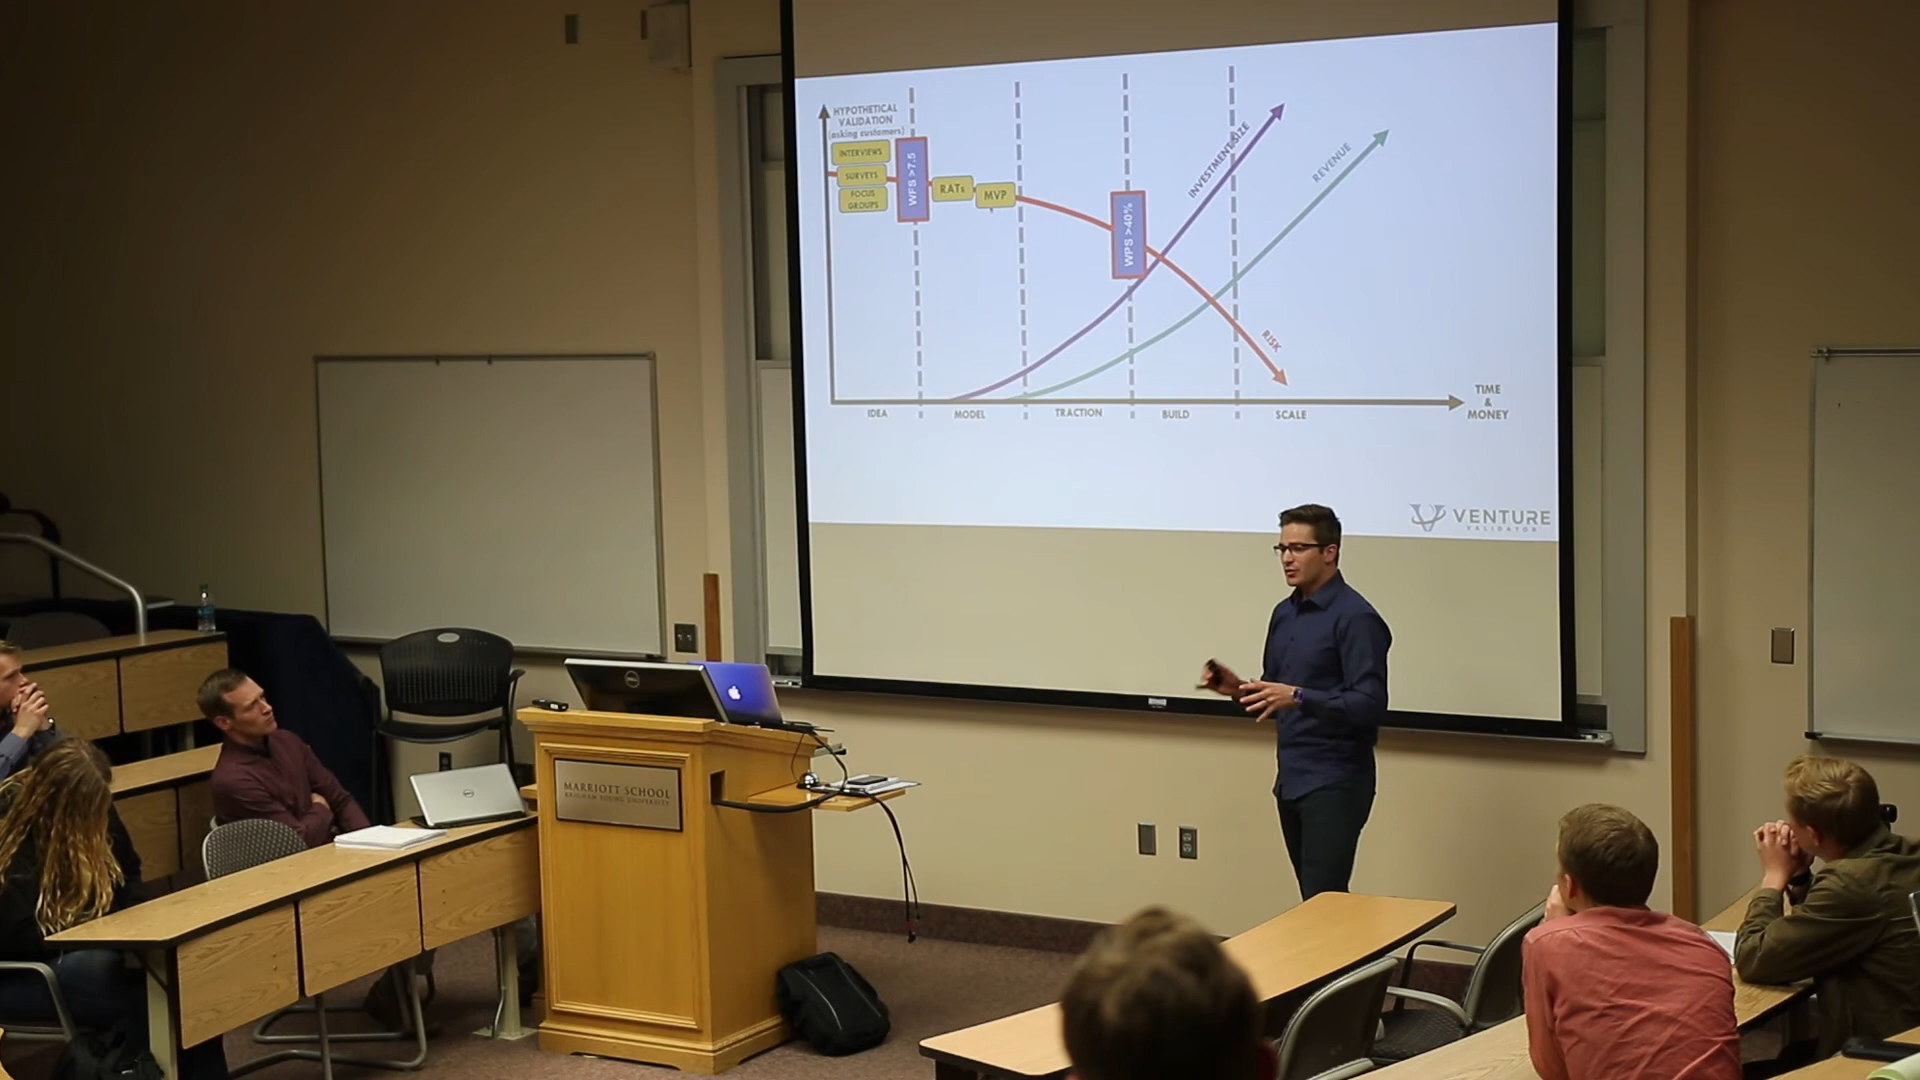 HYPOTHETICAL
VALIDATION
(asking customers)
INTERVIEWS
SURVEYS
FOCUS
GROUPS
WFS >7.5
RATs
MVP
WPS >40%
INVESTMENT SIZE
REVENUE
RISK
IDEA
MODEL
TRACTION
BUILD
SCALE
TIME
&
MONEY
VENTURE
VALIDATOR
DELL
MARRIOTT SCHOOL
BRIGHAM YOUNG UNIVERSITY